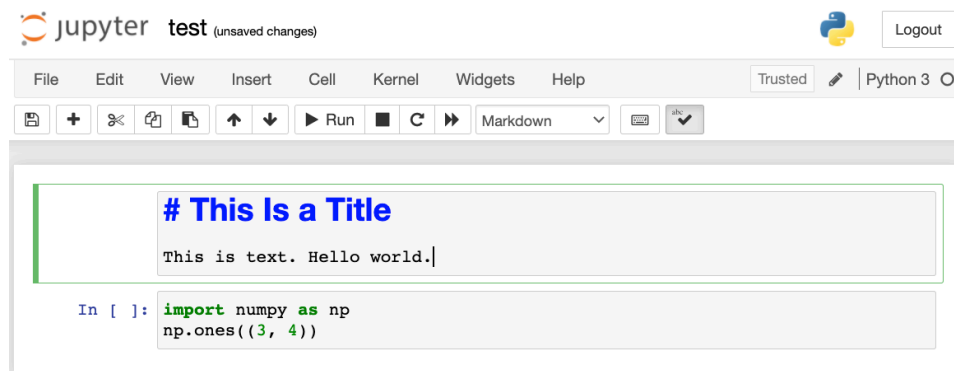 jupyter test (unsaved changes) Logout
File Edit View Insert Cell Kernel Widgets Help Trusted Python 3
Run Markdown abc
# This Is a Title
This is text. Hello world.
In [ ]: import numpy as np
np.ones((3, 4))